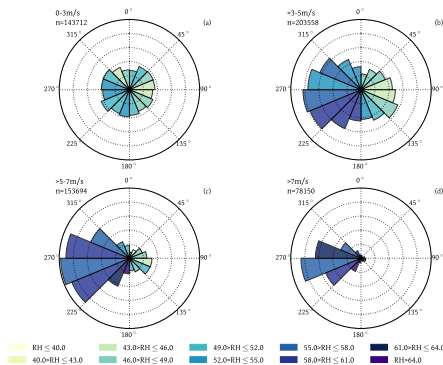 0-3m/s
n=143712
(a)
0°
45°
90°
135°
180°
225°
270°
315°
>3-5m/s
n=203558
(b)
0°
45°
90°
135°
180°
225°
270°
315°
>5-7m/s
n=153694
(c)
0°
45°
90°
135°
180°
225°
270°
315°
>7m/s
n=78150
(d)
0°
45°
90°
135°
180°
225°
270°
315°
RH ≤ 40.0
43.0>RH ≤ 46.0
49.0>RH ≤ 52.0
55.0>RH ≤ 58.0
61.0>RH ≤ 64.0
40.0>RH ≤ 43.0
46.0>RH ≤ 49.0
52.0>RH ≤ 55.0
58.0>RH ≤ 61.0
RH>64.0